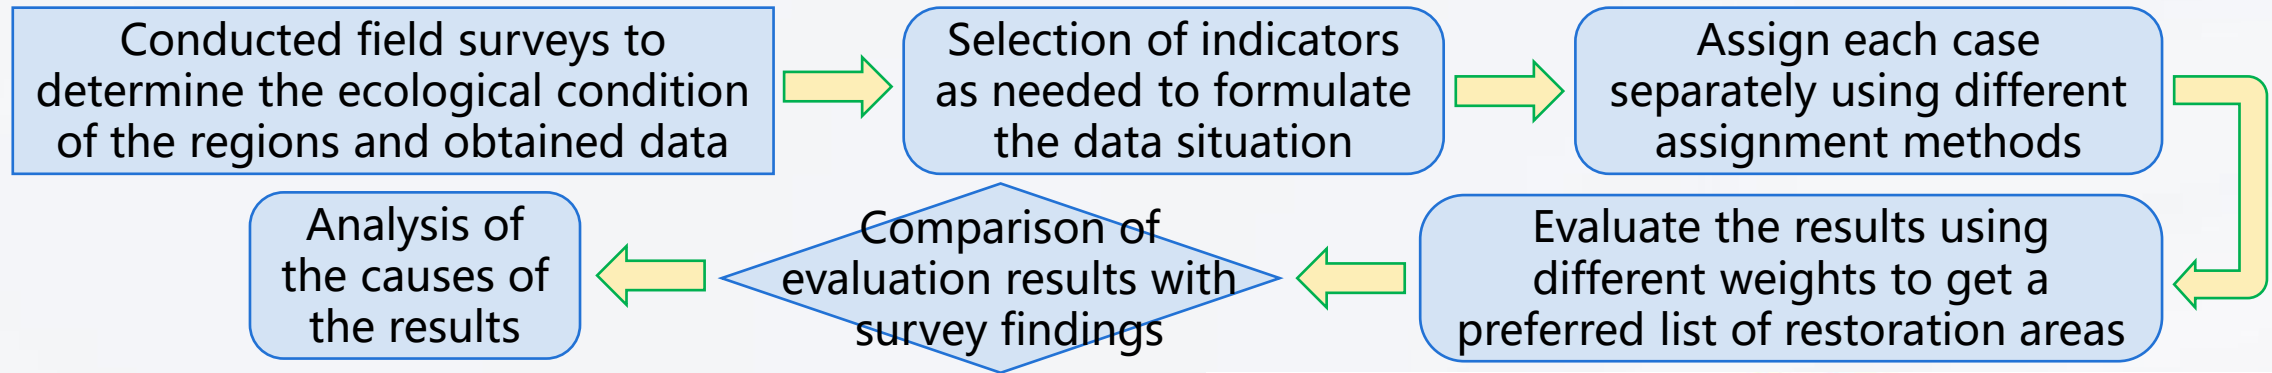 Conducted field surveys to
determine the ecological condition
of the regions and obtained data
Selection of indicators
as needed to formulate
the data situation
Assign each case
separately using different
assignment methods
Evaluate the results using
different weights to get a
preferred list of restoration areas
Comparison of
evaluation results with
survey findings
Analysis of
the causes of
the results